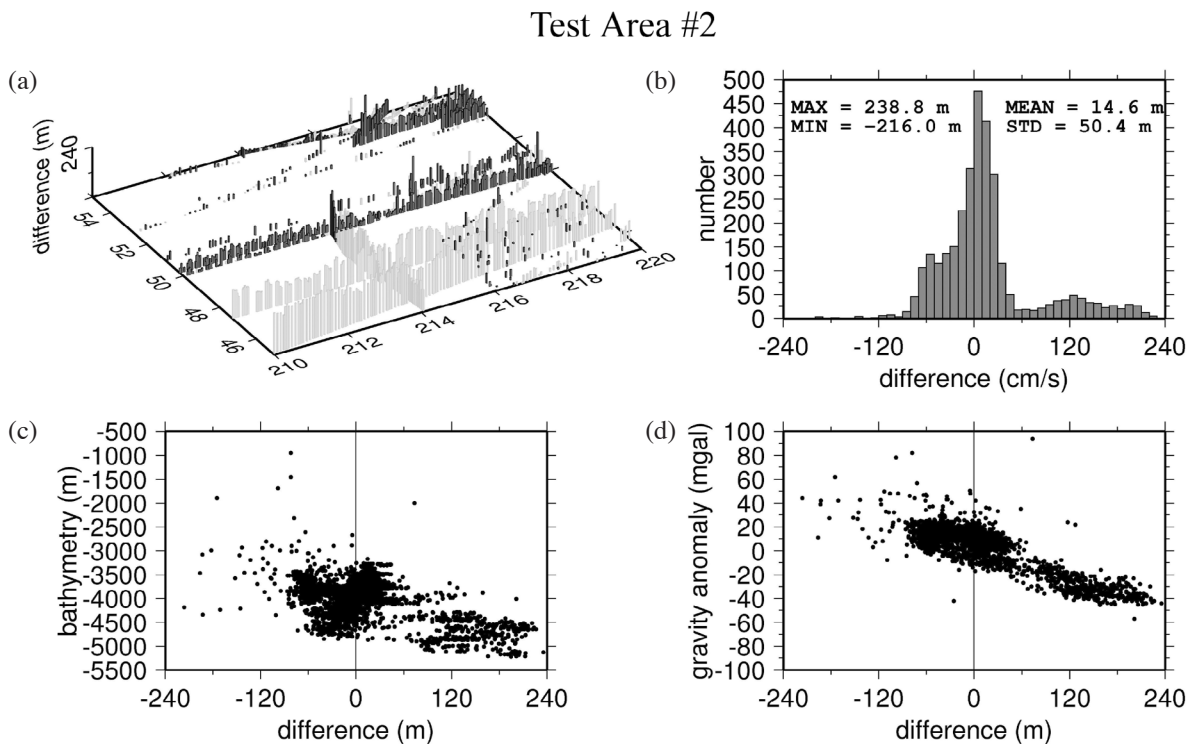 Test Area #2
(a)
difference (m)
240
54
52
50
48
46
210
212
214
216
218
220
(b)
number
500
450
400
350
300
250
200
150
100
50
0
MAX = 238.8 m
MEAN = 14.6 m
MIN = -216.0 m
STD = 50.4 m
-240 -120 0 120 240
difference (cm/s)
(c)
bathymetry (m)
-500
-1000
-1500
-2000
-2500
-3000
-3500
-4000
-4500
-5000
-5500
-240 -120 0 120 240
difference (m)
(d)
gravity anomaly (mgal)
100
80
60
40
20
0
-20
-40
-60
-80
-100
-240 -120 0 120 240
difference (m)